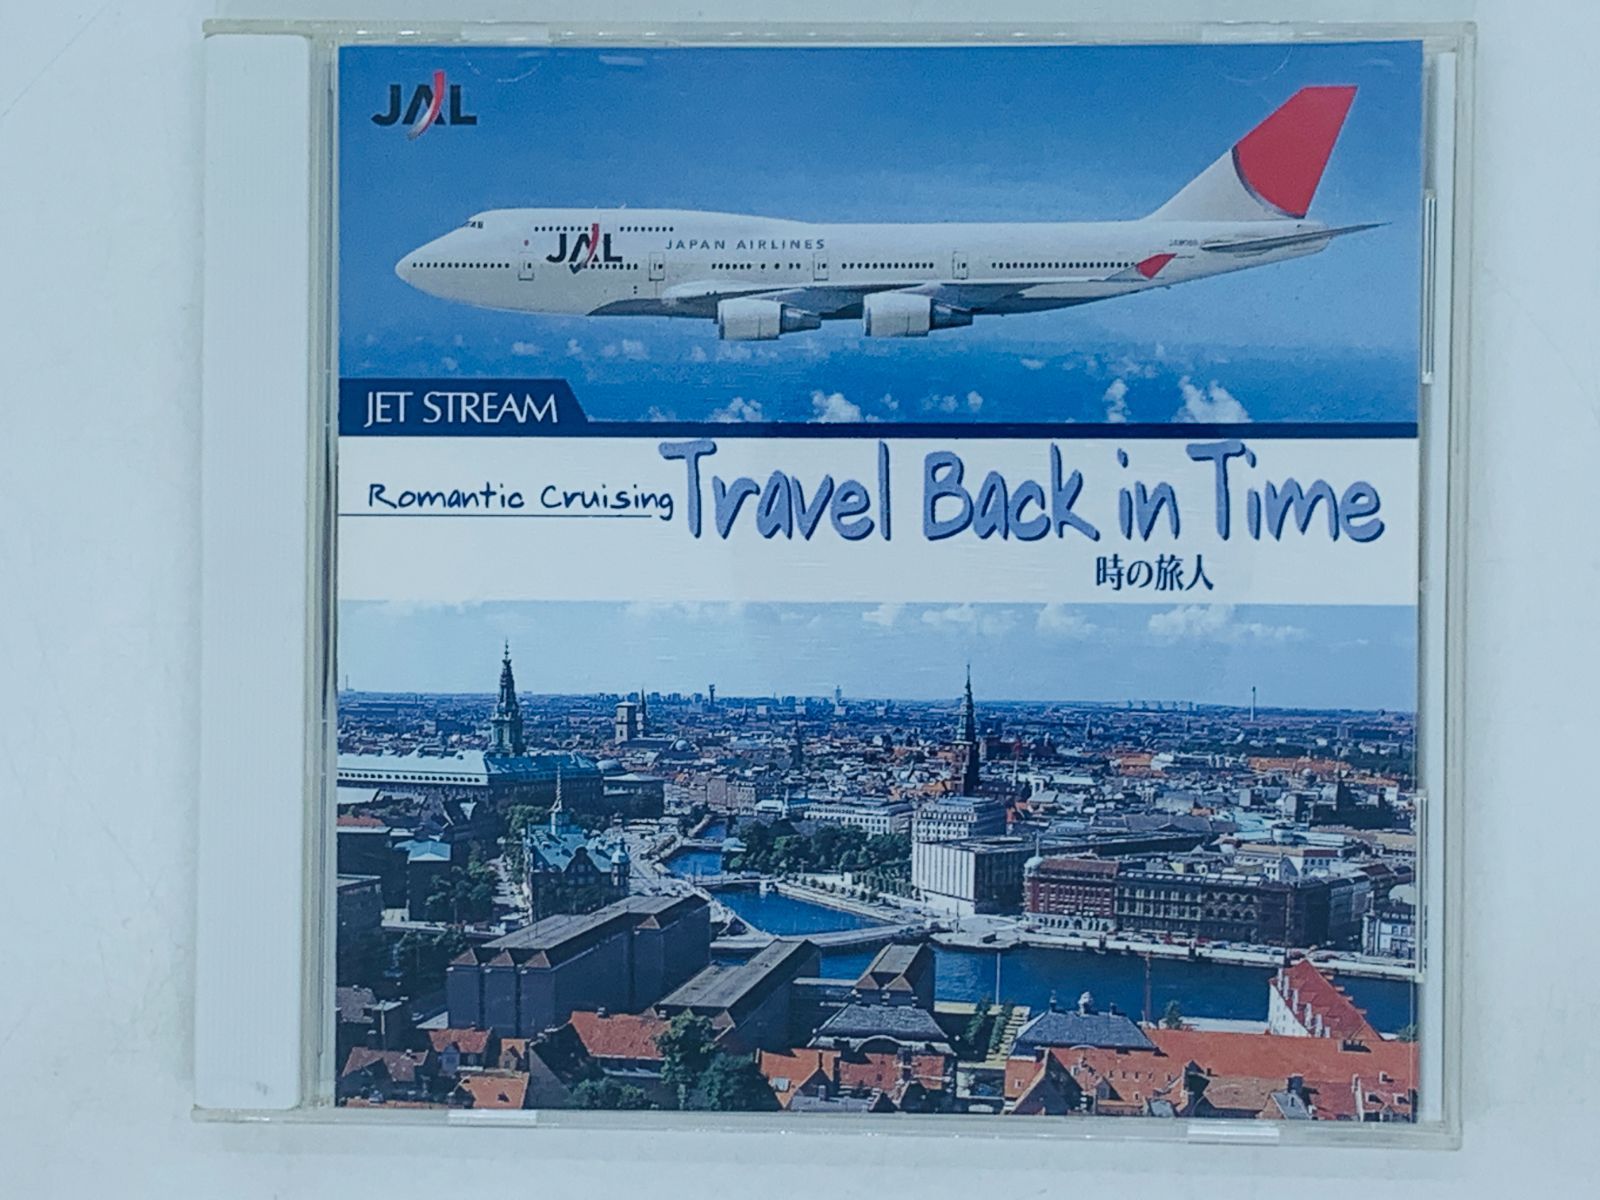 JAL
JAL
JAPAN AIRLINES
JET STREAM
Romantic Cruising
Travel Back in Time
時の旅人